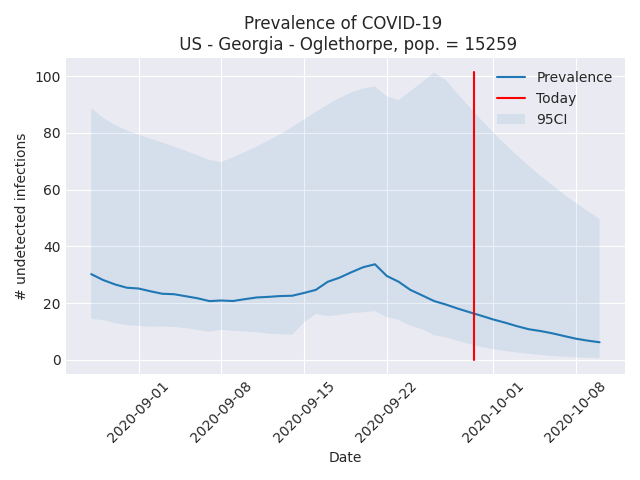 Prevalence of COVID-19
US - Georgia - Oglethorpe, pop. = 15259
# undetected infections
100
80
60
40
20
0
Prevalence
Today
95CI
2020-09-01
2020-09-08
2020-09-15
2020-09-22
2020-10-01
2020-10-08
Date